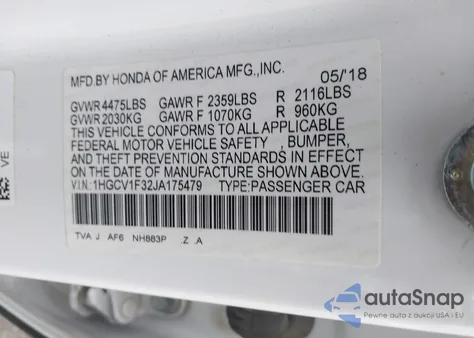 MFD.BY HONDA OF AMERICA MFG.,INC. 05/'18
GVWR 4475LBS GAWR F 2359LBS R 2116LBS
GVWR 2030KG GAWR F 1070KG R 960KG
THIS VEHICLE CONFORMS TO ALL APPLICABLE
FEDERAL MOTOR VEHICLE SAFETY , BUMPER,
AND THEFT PREVENTION STANDARDS IN EFFECT
ON THE DATE OF MANUFACTURE SHOWN ABOVE.
V.I.N.:1HGCV1F32JA175479 TYPE:PASSENGER CAR
TVA J AF6 NH883P .Z .A
VE
autoSnap
Pewne auta z aukcji USA i EU